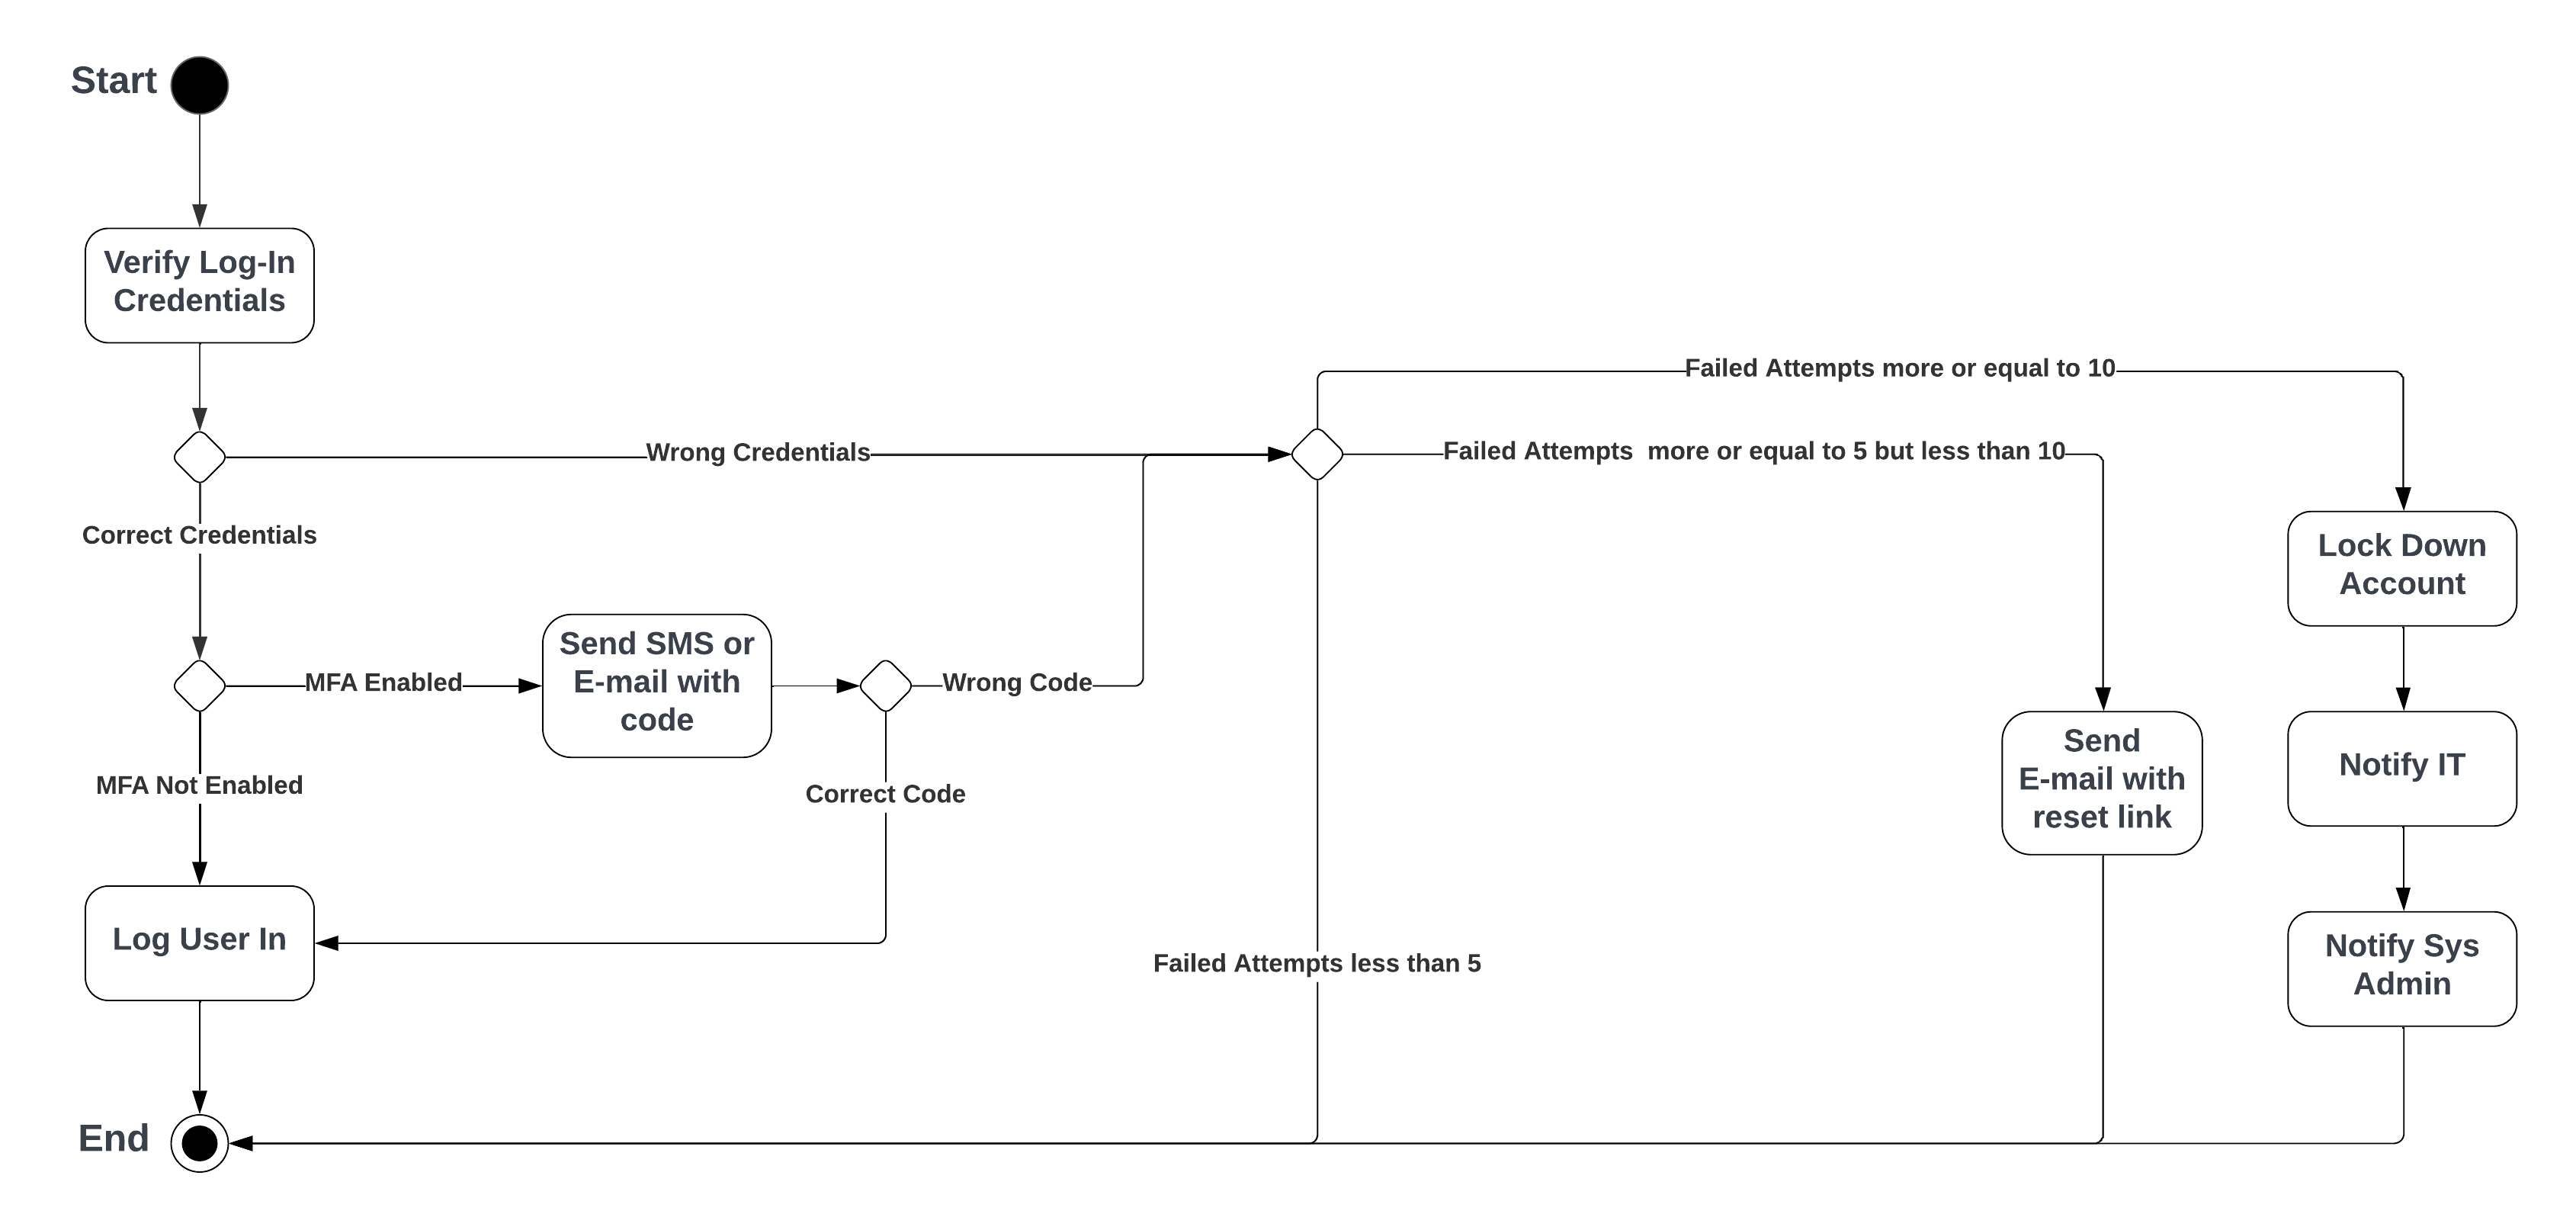 Start
Verify Log-In
Credentials
Failed Attempts more or equal to 10
Wrong Credentials
Failed Attempts  more or equal to 5 but less than 10
Correct Credentials
Lock Down
Account
MFA Enabled
Send SMS or
E-mail with
code
Wrong Code
MFA Not Enabled
Correct Code
Send
E-mail with
reset link
Notify IT
Log User In
Failed Attempts less than 5
Notify Sys
Admin
End